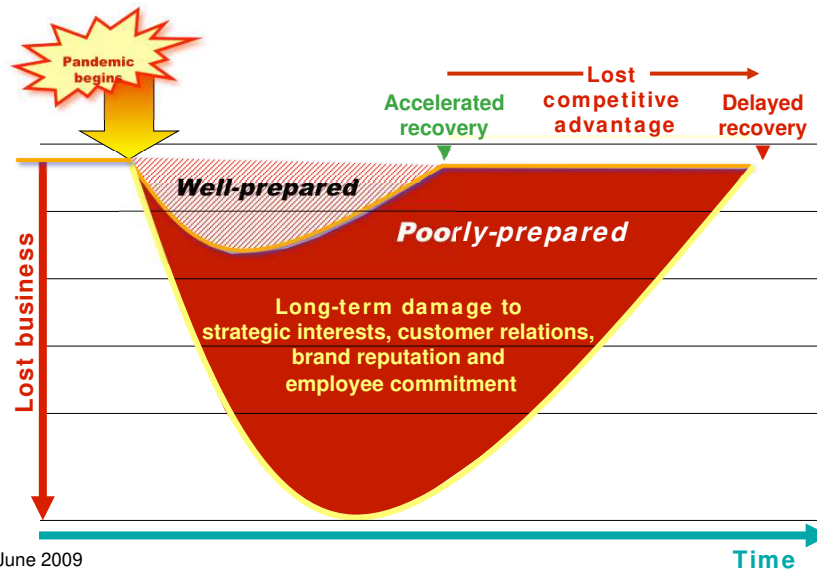 Pandemic
begins
Lost
competitive
advantage
Accelerated
recovery
Delayed
recovery
Well-prepared
Poorly-prepared
Long-term damage to
strategic interests, customer relations,
brand reputation and
employee commitment
Lost business
Time
June 2009